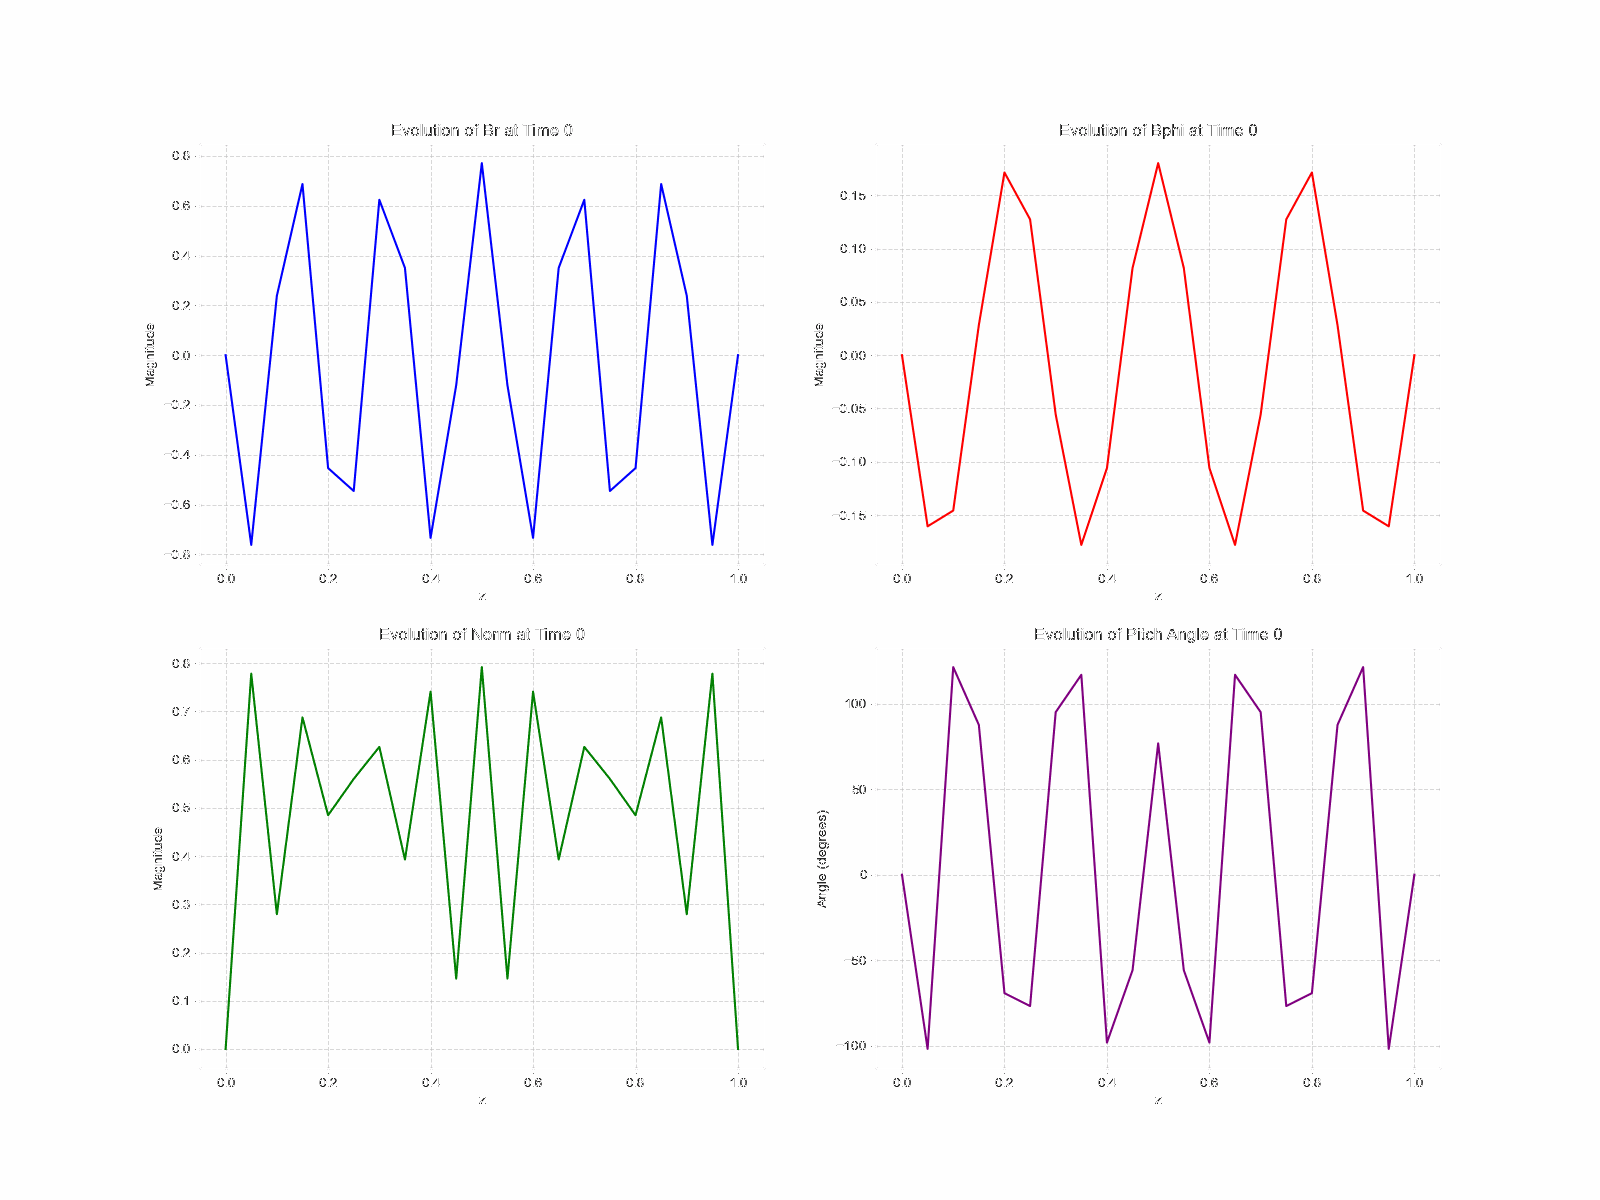 Evolution of Br at Time 0
0.8
0.6
0.4
0.2
0.0
−0.2
−0.4
−0.6
−0.8
Magnitude
0.0 0.2 0.4 0.6 0.8 1.0
z
Evolution of Bphi at Time 0
0.15
0.10
0.05
0.00
−0.05
−0.10
−0.15
Magnitude
0.0 0.2 0.4 0.6 0.8 1.0
z
Evolution of Norm at Time 0
0.8
0.7
0.6
0.5
0.4
0.3
0.2
0.1
0.0
Magnitude
0.0 0.2 0.4 0.6 0.8 1.0
z
Evolution of Pitch Angle at Time 0
100
50
0
−50
−100
Angle (degrees)
0.0 0.2 0.4 0.6 0.8 1.0
z